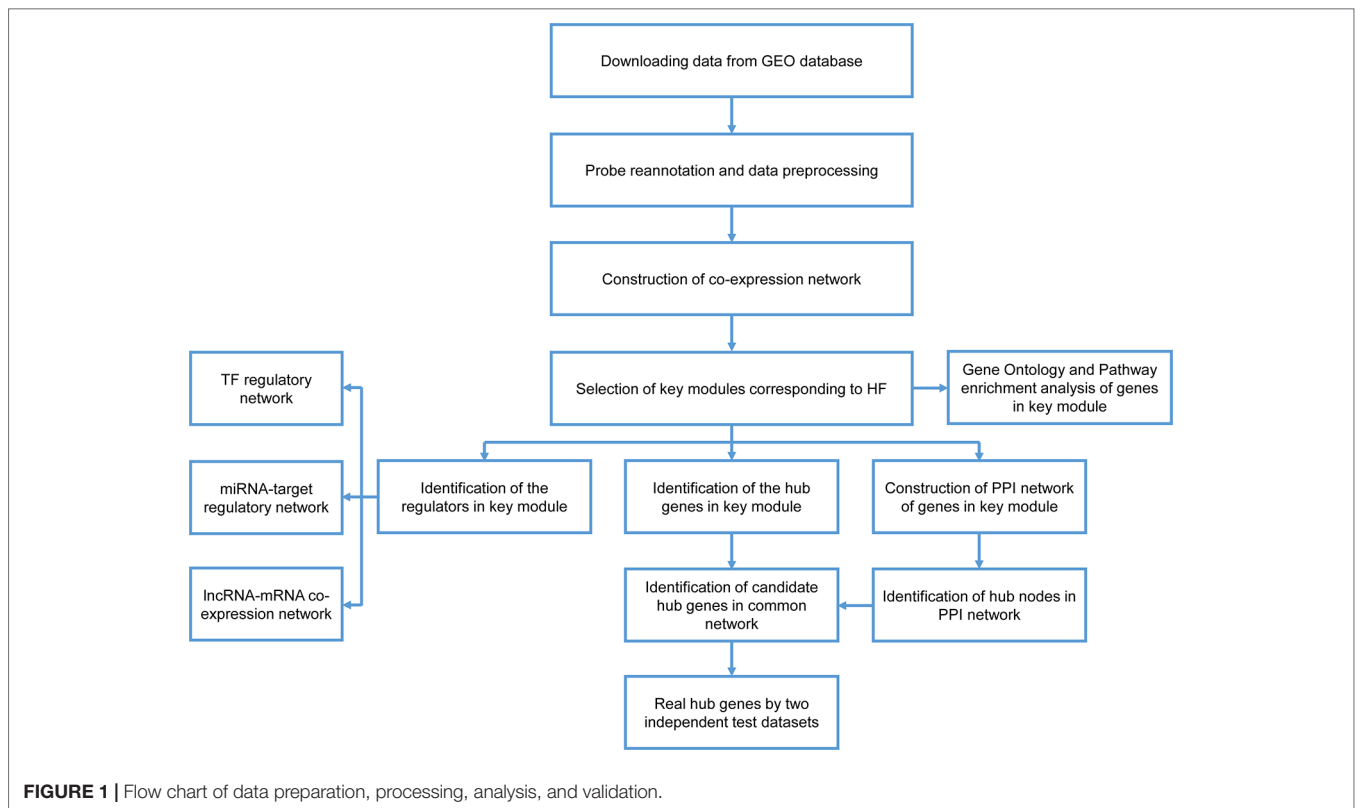 Downloading data from GEO database
Probe reannotation and data preprocessing
Construction of co-expression network
Selection of key modules corresponding to HF
Gene Ontology and Pathway
enrichment analysis of genes
in key module
TF regulatory
network
miRNA-target
regulatory network
lncRNA-mRNA co-
expression network
Identification of the
regulators in key module
Identification of the hub
genes in key module
Construction of PPI network
of genes in key module
Identification of candidate
hub genes in common
network
Identification of hub nodes in
PPI network
Real hub genes by two
independent test datasets
FIGURE 1 | Flow chart of data preparation, processing, analysis, and validation.